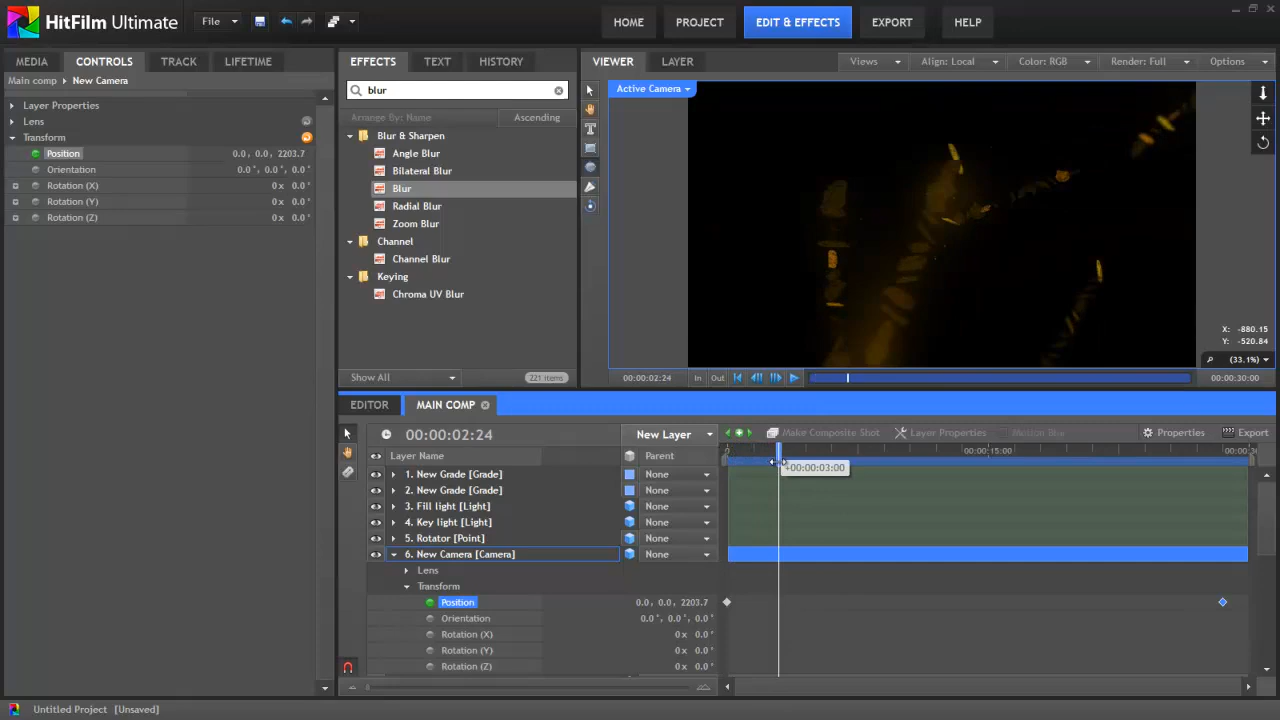 HitFilm Ultimate
File
HOME
PROJECT
EDIT & EFFECTS
EXPORT
HELP
MEDIA CONTROLS TRACK LIFETIME
Main comp > New Camera
Layer Properties
Lens
Transform
Position 0.0, 0.0, 2203.7
Orientation 0.0°, 0.0°, 0.0°
Rotation (X) 0x 0.0°
Rotation (Y) 0x 0.0°
Rotation (Z) 0x 0.0°
EFFECTS TEXT HISTORY
blur
Arrange By: Name Ascending
Blur & Sharpen
Angle Blur
Bilateral Blur
Blur
Radial Blur
Zoom Blur
Channel
Channel Blur
Keying
Chroma UV Blur
Show All 221 items
VIEWER LAYER Views Align: Local Color: RGB Render: Full Options
Active Camera
X: -880.15
Y: -520.84
(33.1%)
00:00:02:24 In Out 00:00:30:00
EDITOR MAIN COMP
00:00:02:24 New Layer Make Composite Shot Layer Properties Motion Blur Properties Export
Layer Name Parent 0 00:00:15:00 00:00:3
+00:00:03:00
1. New Grade [Grade] None
2. New Grade [Grade] None
3. Fill light [Light] None
4. Key light [Light] None
5. Rotator [Point] None
6. New Camera [Camera] None
Lens
Transform
Position 0.0, 0.0, 2203.7
Orientation 0.0°, 0.0°, 0.0°
Rotation (X) 0x 0.0°
Rotation (Y) 0x 0.0°
Rotation (Z) 0x 0.0°
Untitled Project [Unsaved]